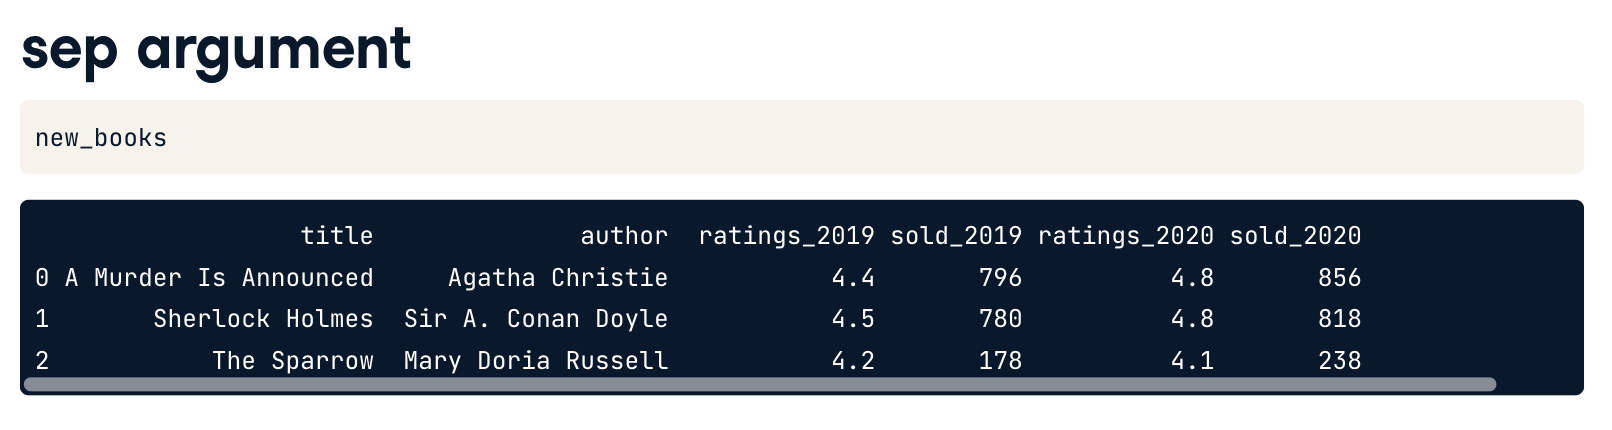 sep argument
new_books
title author ratings_2019 sold_2019 ratings_2020 sold_2020
0 A Murder Is Announced Agatha Christie 4.4 796 4.8 856
1 Sherlock Holmes Sir A. Conan Doyle 4.5 780 4.8 818
2 The Sparrow Mary Doria Russell 4.2 178 4.1 238